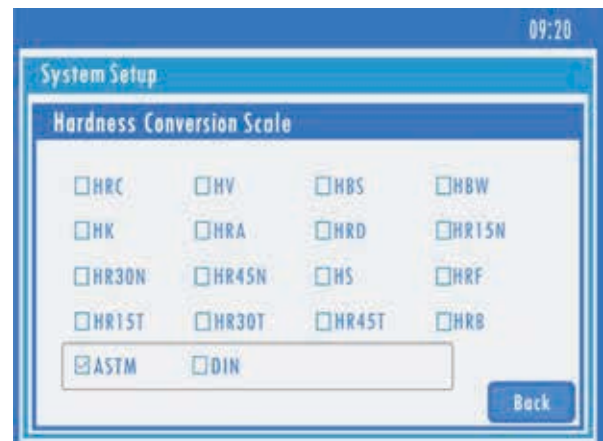 09:20
System Setup
Hardness Conversion Scale
☐HRC ☐HV ☐HBS ☐HBW
☐HK ☐HRA ☐HRD ☐HR15N
☐HR30N ☐HR45N ☐HS ☐HRF
☐HR15T ☐HR30T ☐HR45T ☐HRB
☑ASTM ☐DIN
Back